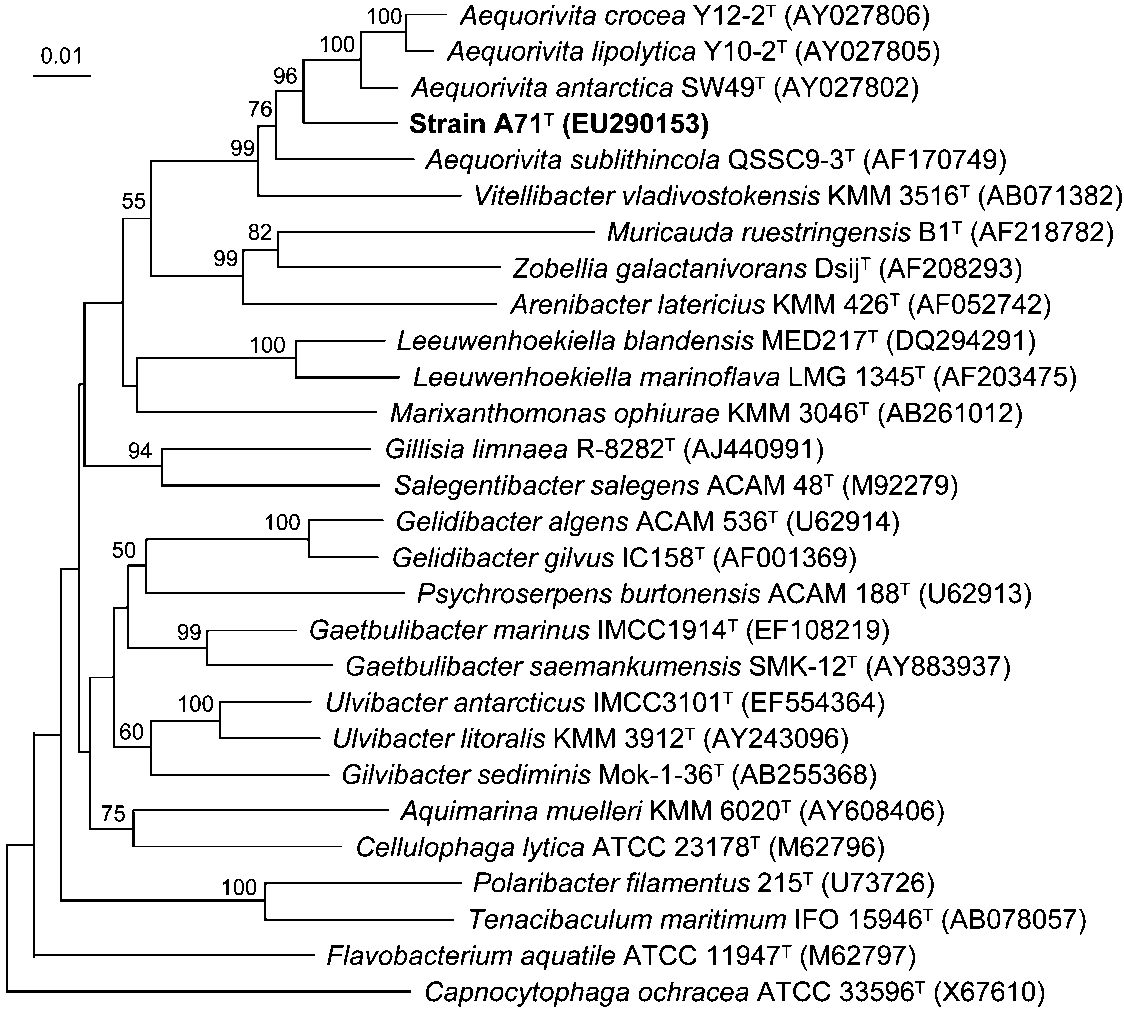 100 Aequorivita crocea Y12-2ᵀ (AY027806)
0.01
100 Aequorivita lipolytica Y10-2ᵀ (AY027805)
96 Aequorivita antarctica SW49ᵀ (AY027802)
76 Strain A71ᵀ (EU290153)
99 Aequorivita sublithincola QSSC9-3ᵀ (AF170749)
55 Vitellibacter vladivostokensis KMM 3516ᵀ (AB071382)
82 Muricauda ruestringensis B1ᵀ (AF218782)
99 Zobellia galactanivorans Dsijᵀ (AF208293)
Arenibacter latericius KMM 426ᵀ (AF052742)
100 Leeuwenhoekiella blandensis MED217ᵀ (DQ294291)
Leeuwenhoekiella marinoflava LMG 1345ᵀ (AF203475)
Marixanthomonas ophiurae KMM 3046ᵀ (AB261012)
94 Gillisia limnaea R-8282ᵀ (AJ440991)
Salegentibacter salegens ACAM 48ᵀ (M92279)
100 Gelidibacter algens ACAM 536ᵀ (U62914)
50 Gelidibacter gilvus IC158ᵀ (AF001369)
Psychroserpens burtonensis ACAM 188ᵀ (U62913)
99 Gaetbulibacter marinus IMCC1914ᵀ (EF108219)
Gaetbulibacter saemankumensis SMK-12ᵀ (AY883937)
100 Ulvibacter antarcticus IMCC3101ᵀ (EF554364)
60 Ulvibacter litoralis KMM 3912ᵀ (AY243096)
Gilvibacter sediminis Mok-1-36ᵀ (AB255368)
75 Aquimarina muelleri KMM 6020ᵀ (AY608406)
Cellulophaga lytica ATCC 23178ᵀ (M62796)
100 Polaribacter filamentus 215ᵀ (U73726)
Tenacibaculum maritimum IFO 15946ᵀ (AB078057)
Flavobacterium aquatile ATCC 11947ᵀ (M62797)
Capnocytophaga ochracea ATCC 33596ᵀ (X67610)